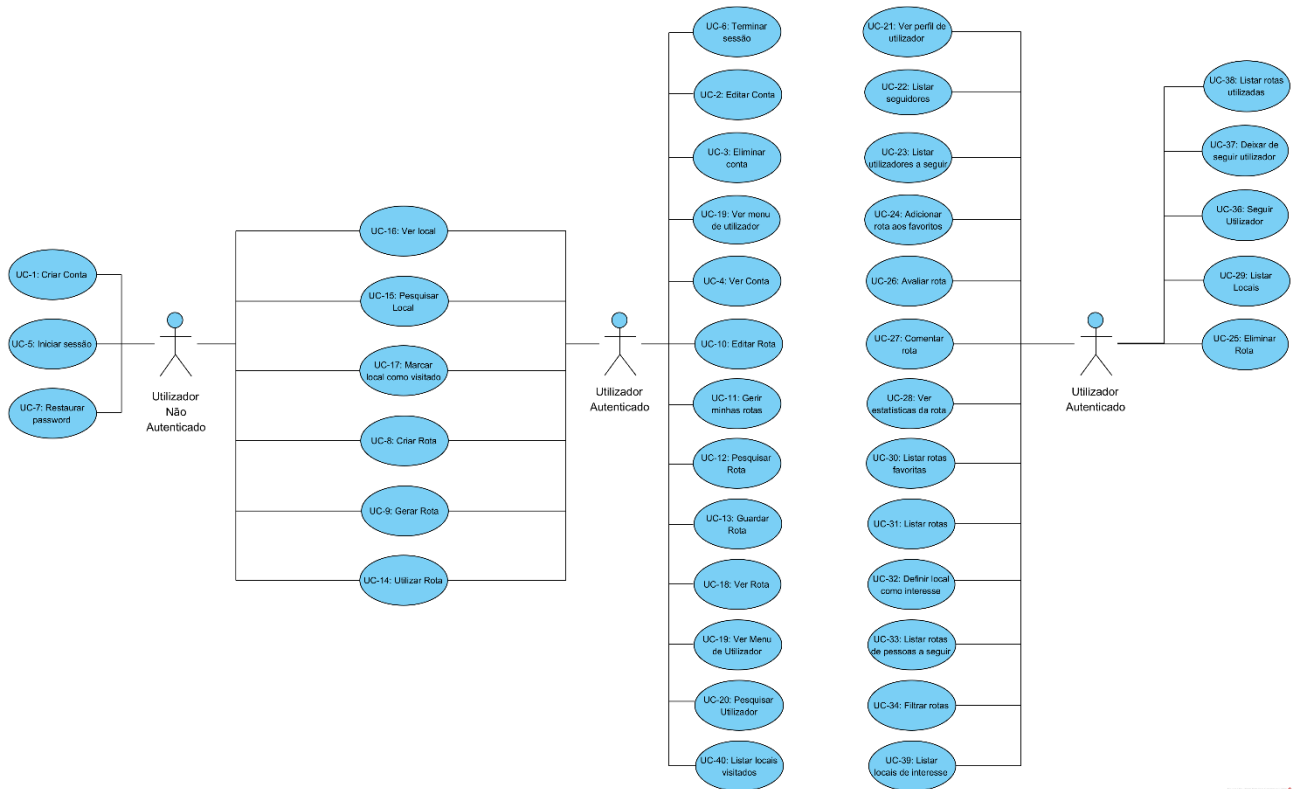 UC-1: Criar Conta
UC-5: Iniciar sessão
UC-7: Restaurar
password
Utilizador
Não
Autenticado
UC-16: Ver local
UC-15: Pesquisar
Local
UC-17: Marcar
local como visitado
UC-8: Criar Rota
UC-9: Gerar Rota
UC-14: Utilizar Rota
Utilizador
Autenticado
UC-6: Terminar
sessão
UC-2: Editar Conta
UC-3: Eliminar
conta
UC-19: Ver menu
de utilizador
UC-4: Ver Conta
UC-10: Editar Rota
UC-11: Gerir
minhas rotas
UC-12: Pesquisar
Rota
UC-13: Guardar
Rota
UC-18: Ver Rota
UC-19: Ver Menu
de Utilizador
UC-20: Pesquisar
Utilizador
UC-40: Listar locais
visitados
UC-21: Ver perfil de
utilizador
UC-22: Listar
seguidores
UC-23: Listar
utilizadores a seguir
UC-24: Adicionar
rota aos favoritos
UC-26: Avaliar rota
UC-27: Comentar
rota
UC-28: Ver
estatísticas da rota
UC-30: Listar rotas
favoritas
UC-31: Listar rotas
UC-32: Definir local
como interesse
UC-33: Listar rotas
de pessoas a seguir
UC-34: Filtrar rotas
UC-39: Listar
locais de interesse
Utilizador
Autenticado
UC-38: Listar rotas
utilizadas
UC-37: Deixar de
seguir utilizador
UC-36: Seguir
Utilizador
UC-29: Listar
Locais
UC-25: Eliminar
Rota